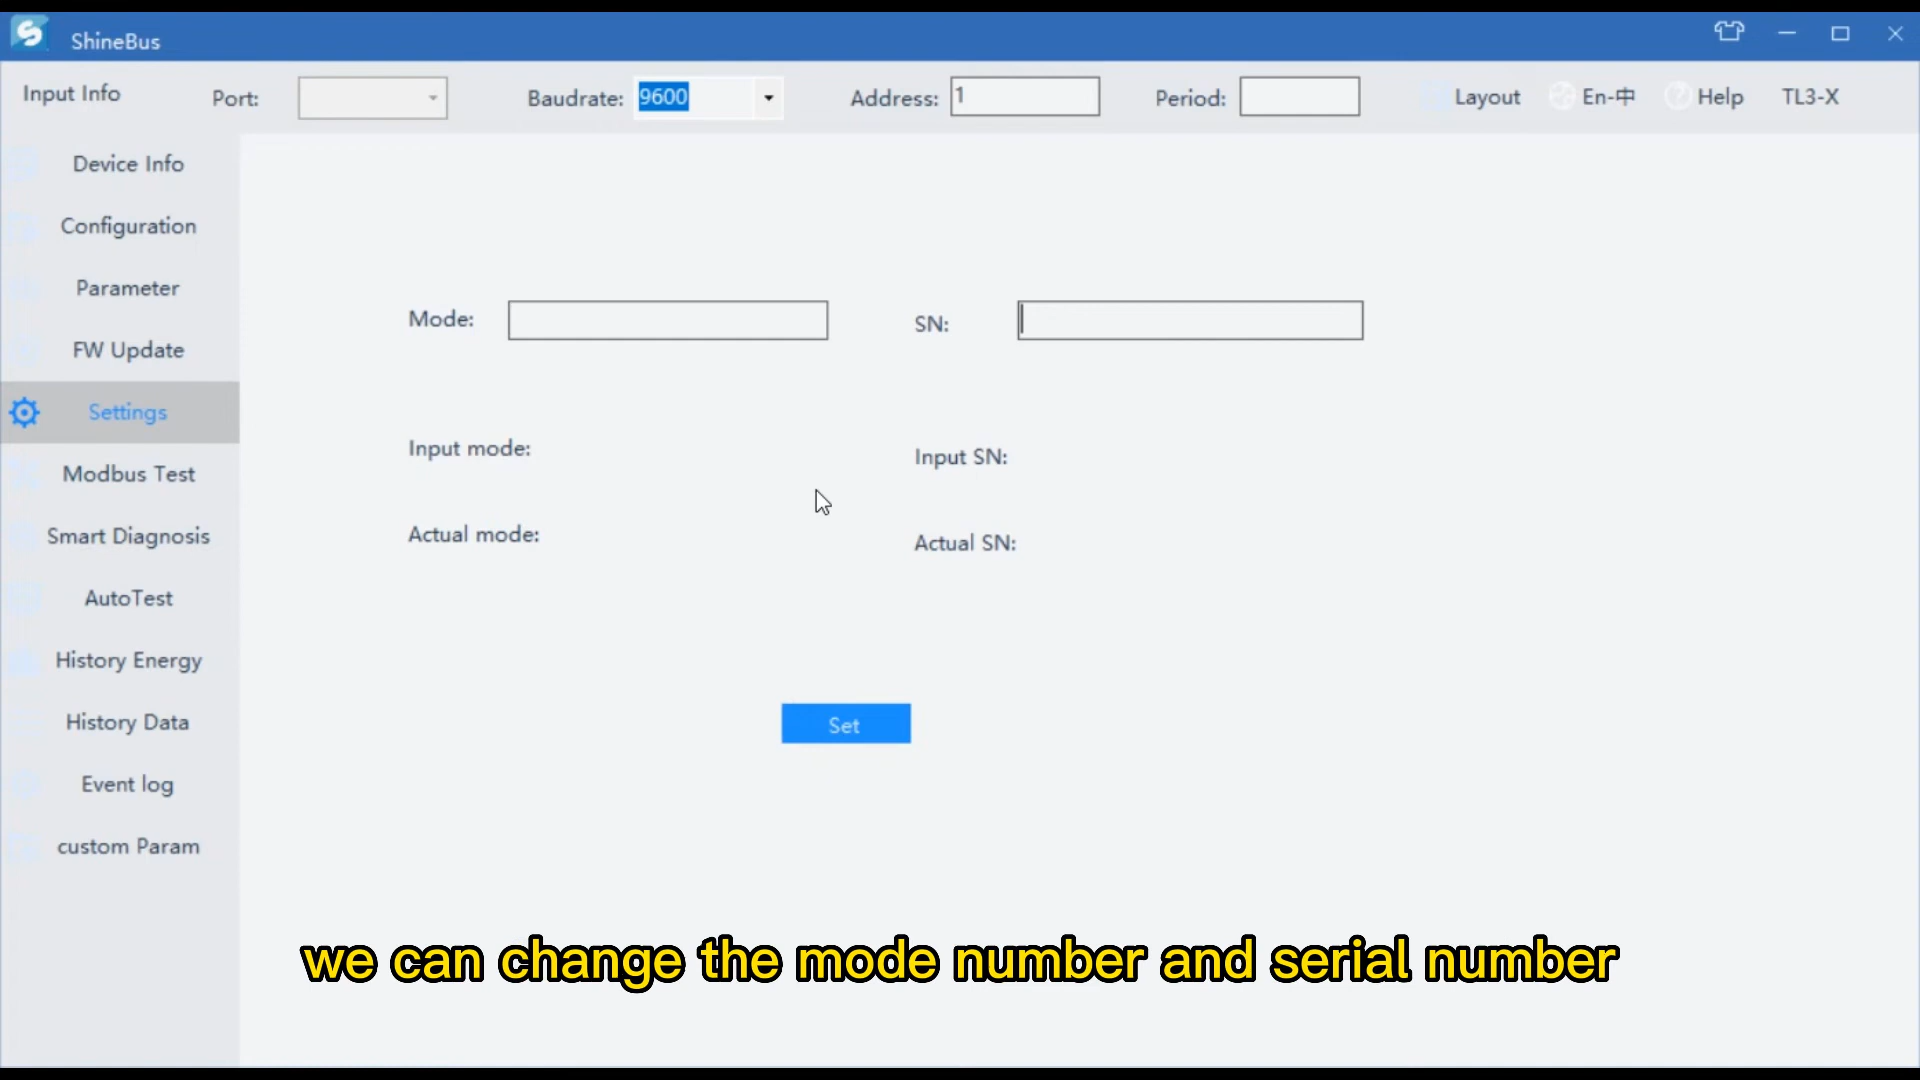 ShineBus
Input Info
Port:
Baudrate: 9600
Address: 1
Period:
Layout
En-中
Help
TL3-X
Device Info
Configuration
Parameter
FW Update
Settings
Modbus Test
Smart Diagnosis
AutoTest
History Energy
History Data
Event log
custom Param
Mode:
SN:
Input mode:
Input SN:
Actual mode:
Actual SN:
Set
we can change the mode number and serial number